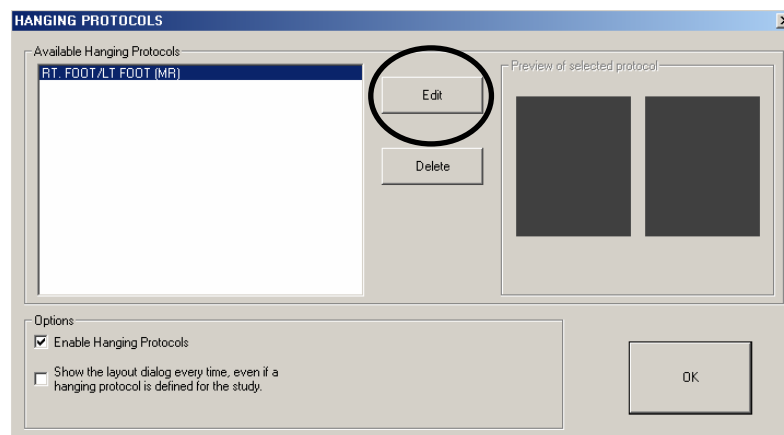 HANGING PROTOCOLS
Available Hanging Protocols
RT. FOOT/LT FOOT (MR)
Edit
Delete
Preview of selected protocol
Options
Enable Hanging Protocols
Show the layout dialog every time, even if a
hanging protocol is defined for the study.
OK